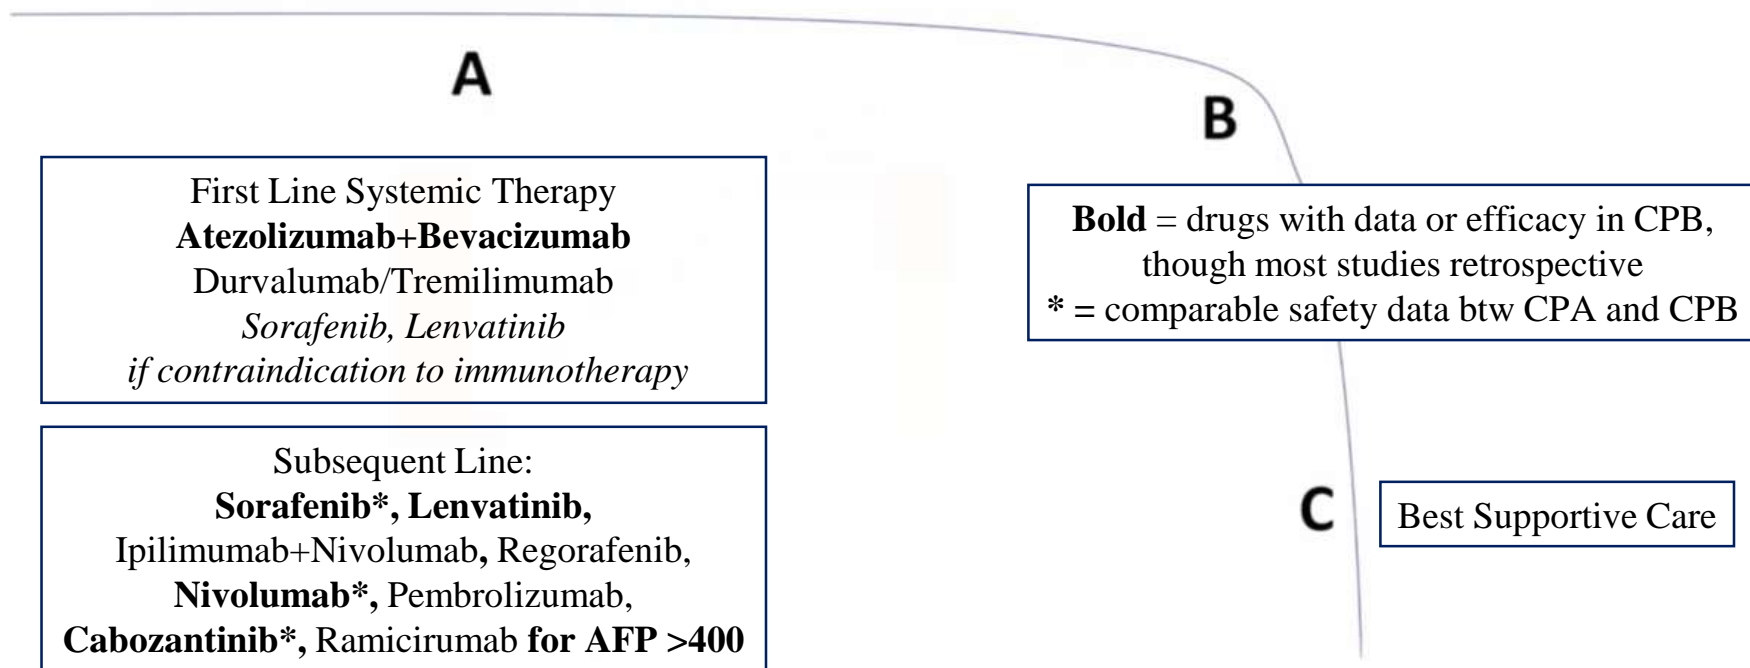 A
B
First Line Systemic Therapy
Atezolizumab+Bevacizumab
Durvalumab/Tremilimumab
Sorafenib, Lenvatinib
if contraindication to immunotherapy
Bold = drugs with data or efficacy in CPB,
though most studies retrospective
* = comparable safety data btw CPA and CPB
Subsequent Line:
Sorafenib*, Lenvatinib,
Ipilimumab+Nivolumab, Regorafenib,
Nivolumab*, Pembrolizumab,
Cabozantinib*, Ramicirumab for AFP >400
C
Best Supportive Care